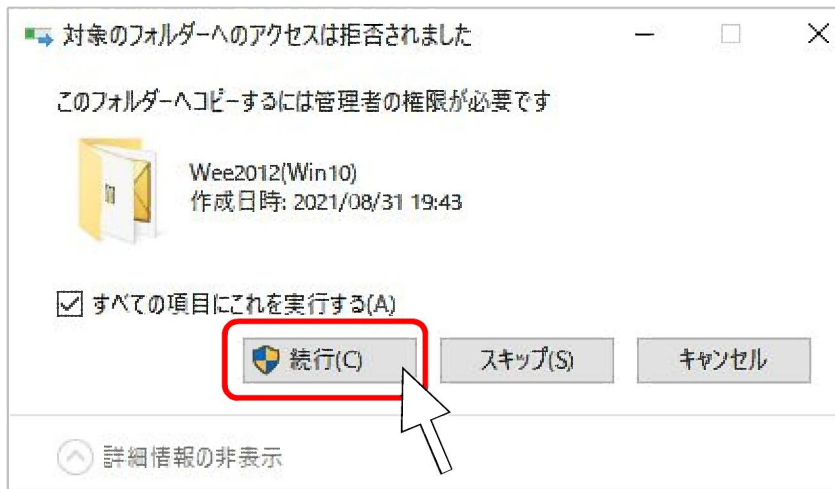 対象のフォルダーへのアクセスは拒否されました
このフォルダーへコピーするには管理者の権限が必要です
Wee2012(Win10)
作成日時: 2021/08/31 19:43
すべての項目にこれを実行する(A)
続行(C)
スキップ(S)
キャンセル
詳細情報の非表示